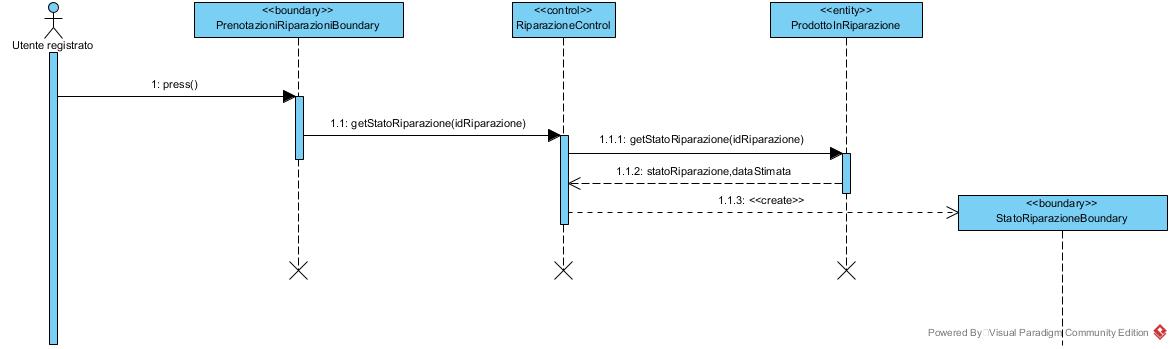 <<boundary>>
PrenotazioniRiparazioniBoundary
<<control>>
RiparazioneControl
<<entity>>
ProdottoInRiparazione
Utente registrato
1: press()
1.1: getStatoRiparazione(idRiparazione)
1.1.1: getStatoRiparazione(idRiparazione)
1.1.2: statoRiparazione,dataStimata
1.1.3: <<create>>
<<boundary>>
StatoRiparazioneBoundary
Powered By Visual Paradigm Community Edition